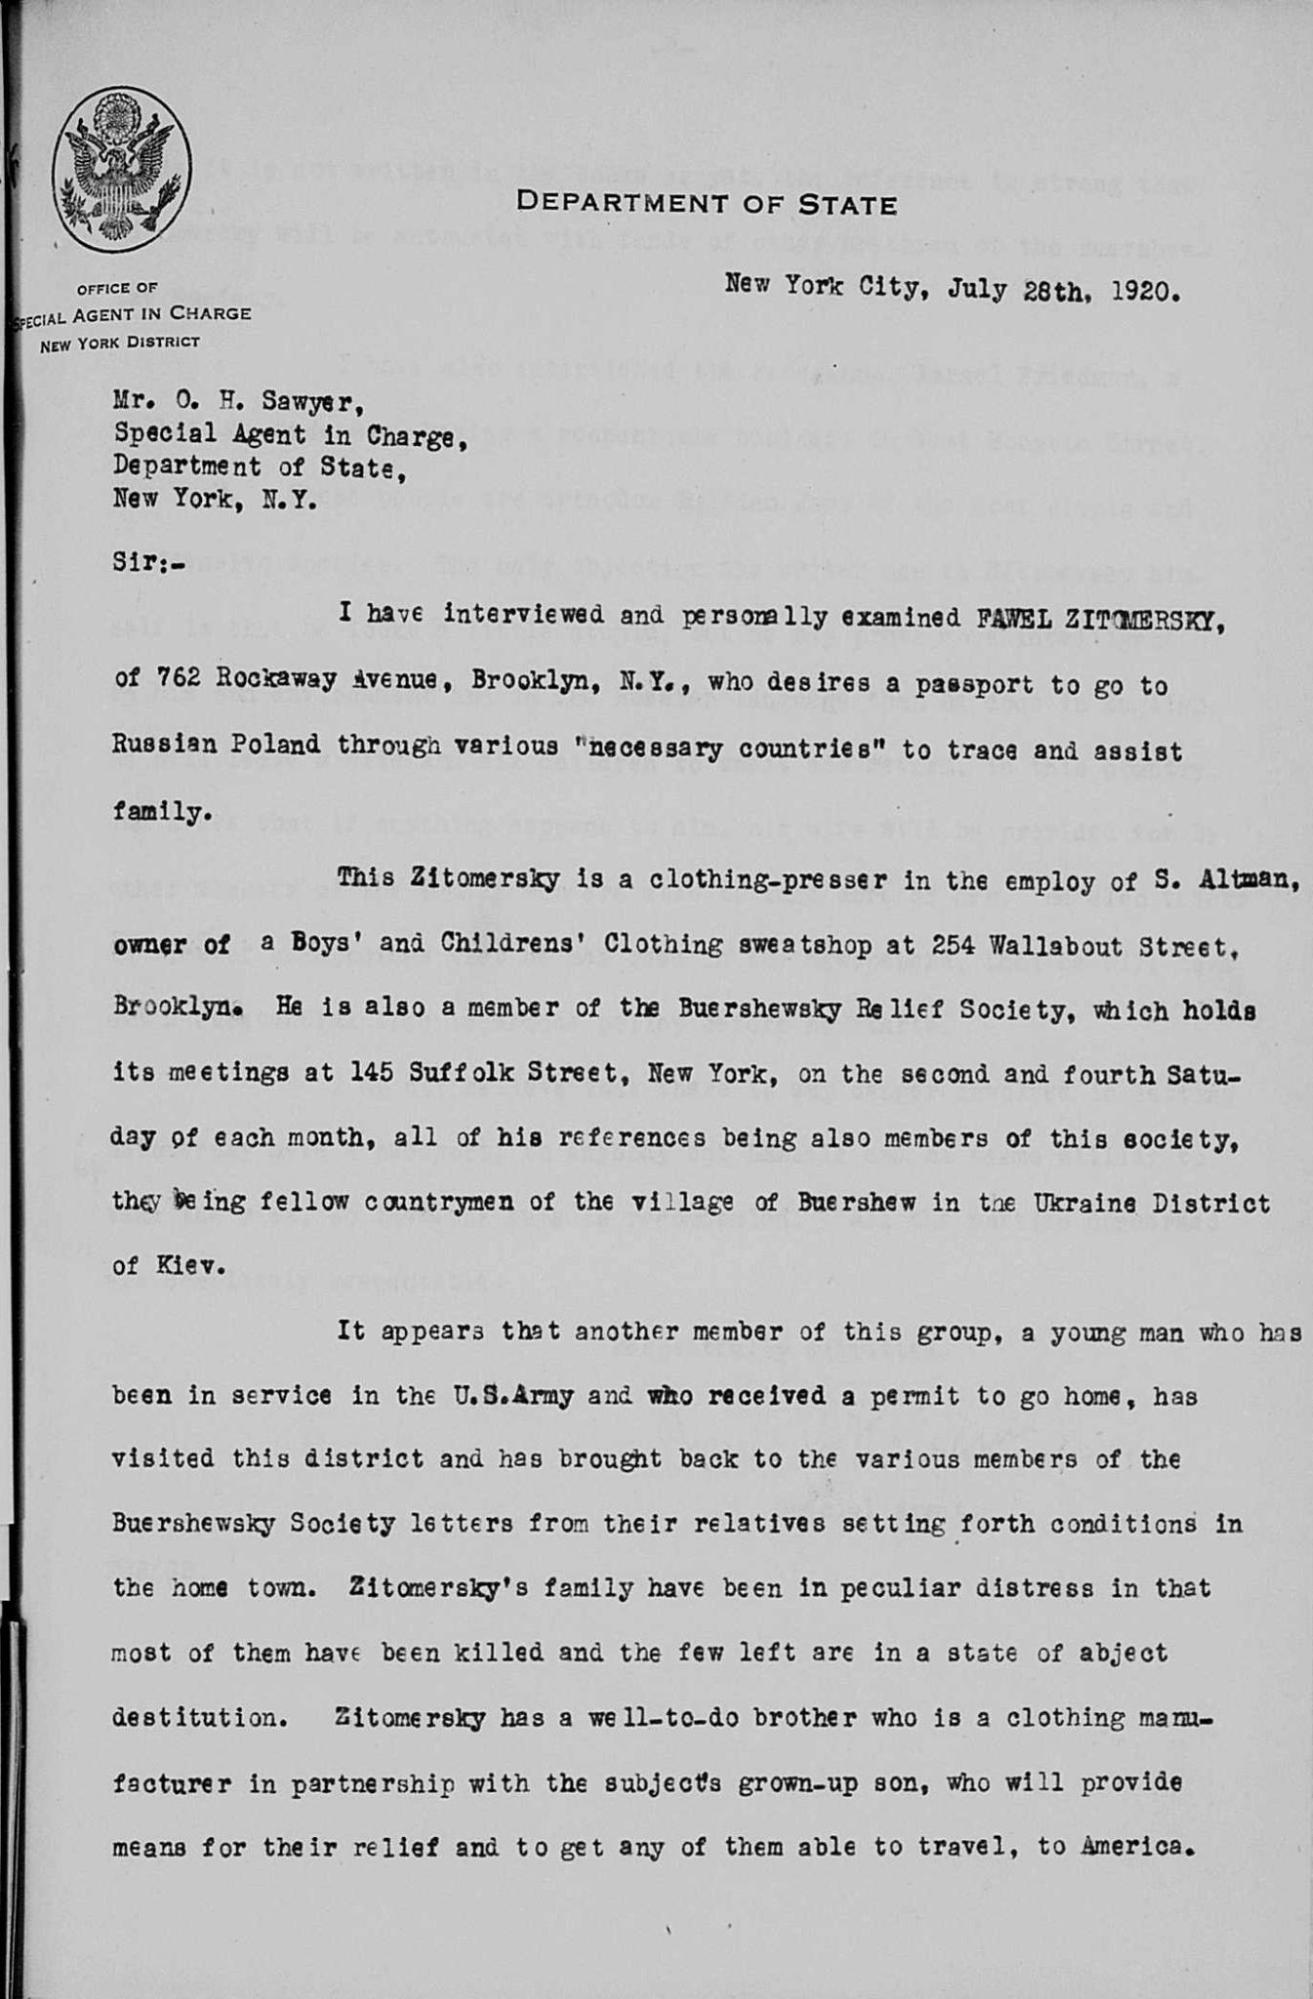 DEPARTMENT OF STATE
New York City, July 28th, 1920.
OFFICE OF
SPECIAL AGENT IN CHARGE
NEW YORK DISTRICT
Mr. O. H. Sawyer,
Special Agent in Charge,
Department of State,
New York, N.Y.
Sir:-
I have interviewed and personally examined PAWEL ZITOMERSKY,
of 762 Rockaway Avenue, Brooklyn, N.Y., who desires a passport to go to
Russian Poland through various "necessary countries" to trace and assist
family.
This Zitomersky is a clothing-presser in the employ of S. Altman,
owner of a Boys' and Childrens' Clothing sweatshop at 254 Wallabout Street,
Brooklyn. He is also a member of the Buershewsky Relief Society, which holds
its meetings at 145 Suffolk Street, New York, on the second and fourth Satu-
day of each month, all of his references being also members of this society,
they being fellow countrymen of the village of Buershew in the Ukraine District
of Kiev.
It appears that another member of this group, a young man who has
been in service in the U.S.Army and who received a permit to go home, has
visited this district and has brought back to the various members of the
Buershewsky Society letters from their relatives setting forth conditions in
the home town. Zitomersky's family have been in peculiar distress in that
most of them have been killed and the few left are in a state of abject
destitution. Zitomersky has a well-to-do brother who is a clothing manu-
facturer in partnership with the subject's grown-up son, who will provide
means for their relief and to get any of them able to travel, to America.